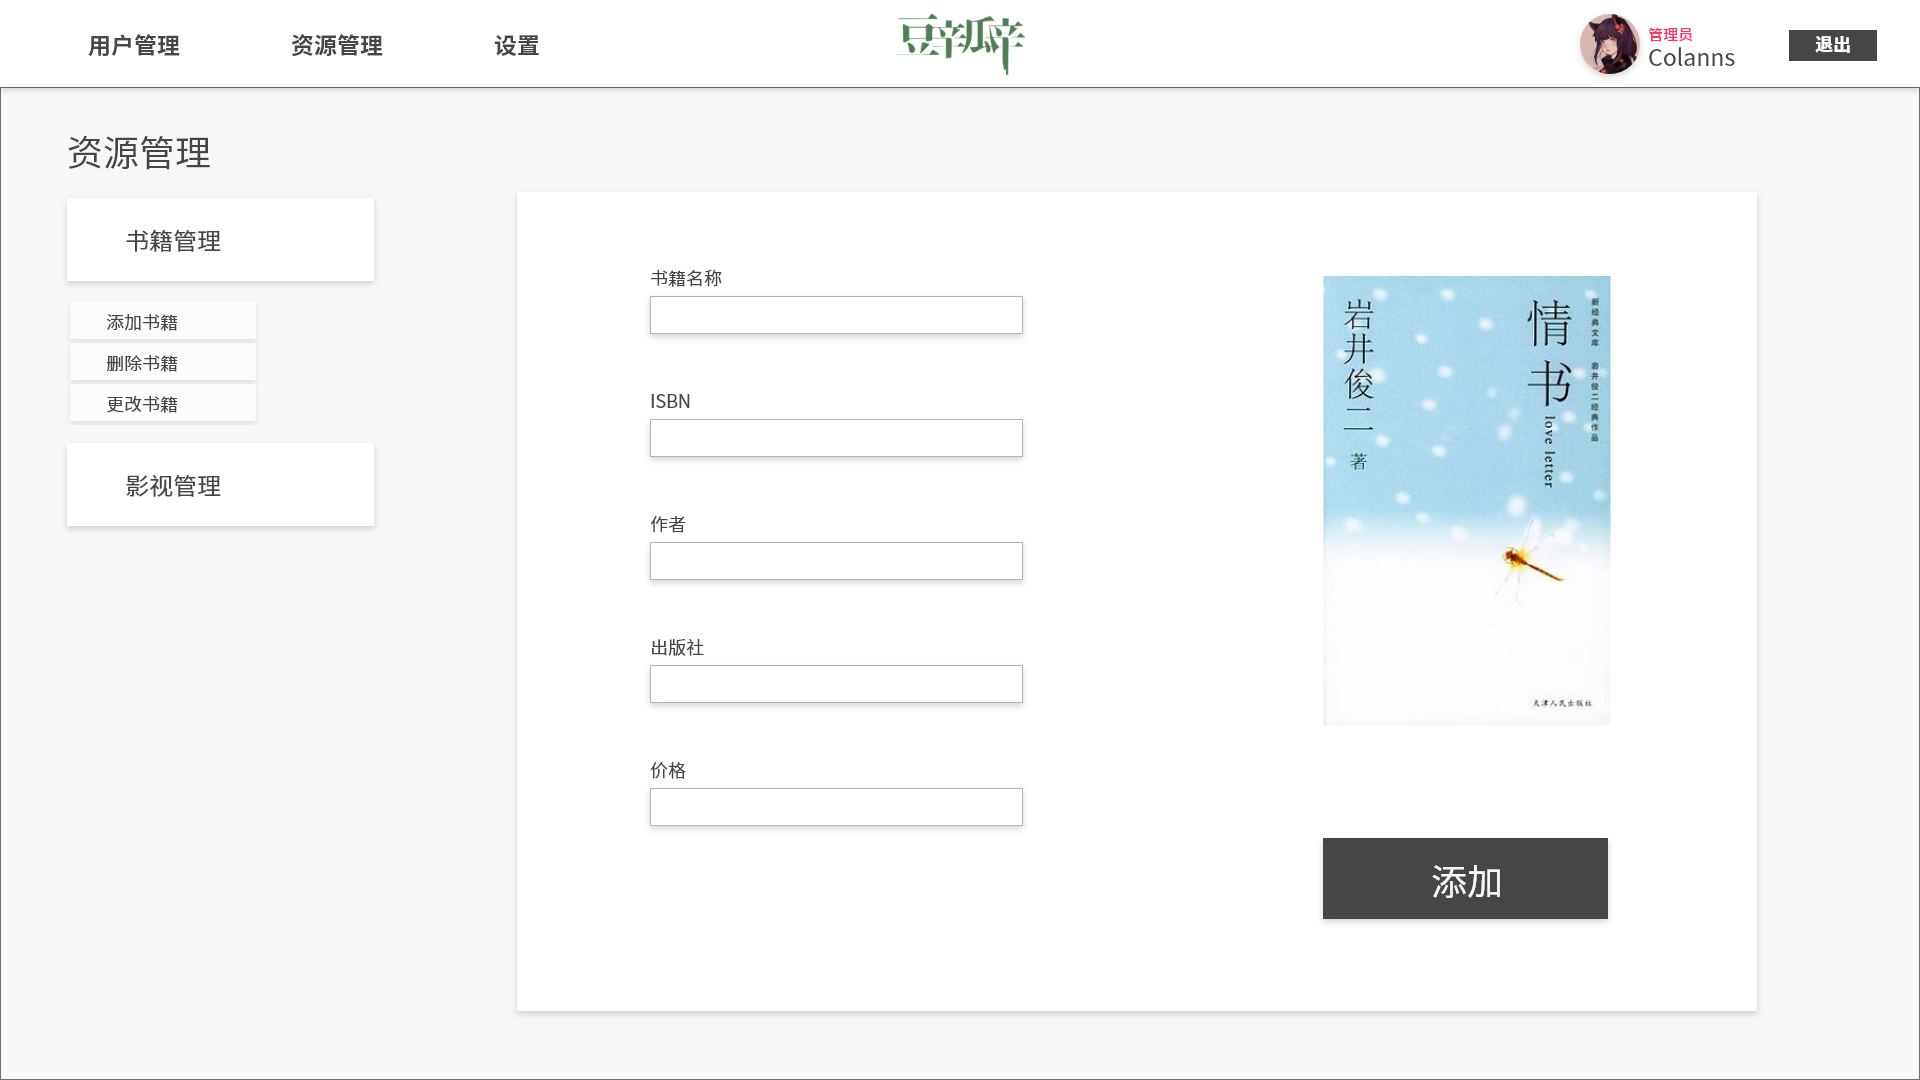 用户管理
资源管理
设置
豆辛瓜辛
管理员
Colanns
退出
资源管理
书籍管理
添加书籍
删除书籍
更改书籍
影视管理
书籍名称
ISBN
作者
出版社
价格
岩井俊二 著
情书
love letter
新经典文库 岩井俊二经典作品
天津人民出版社
添加